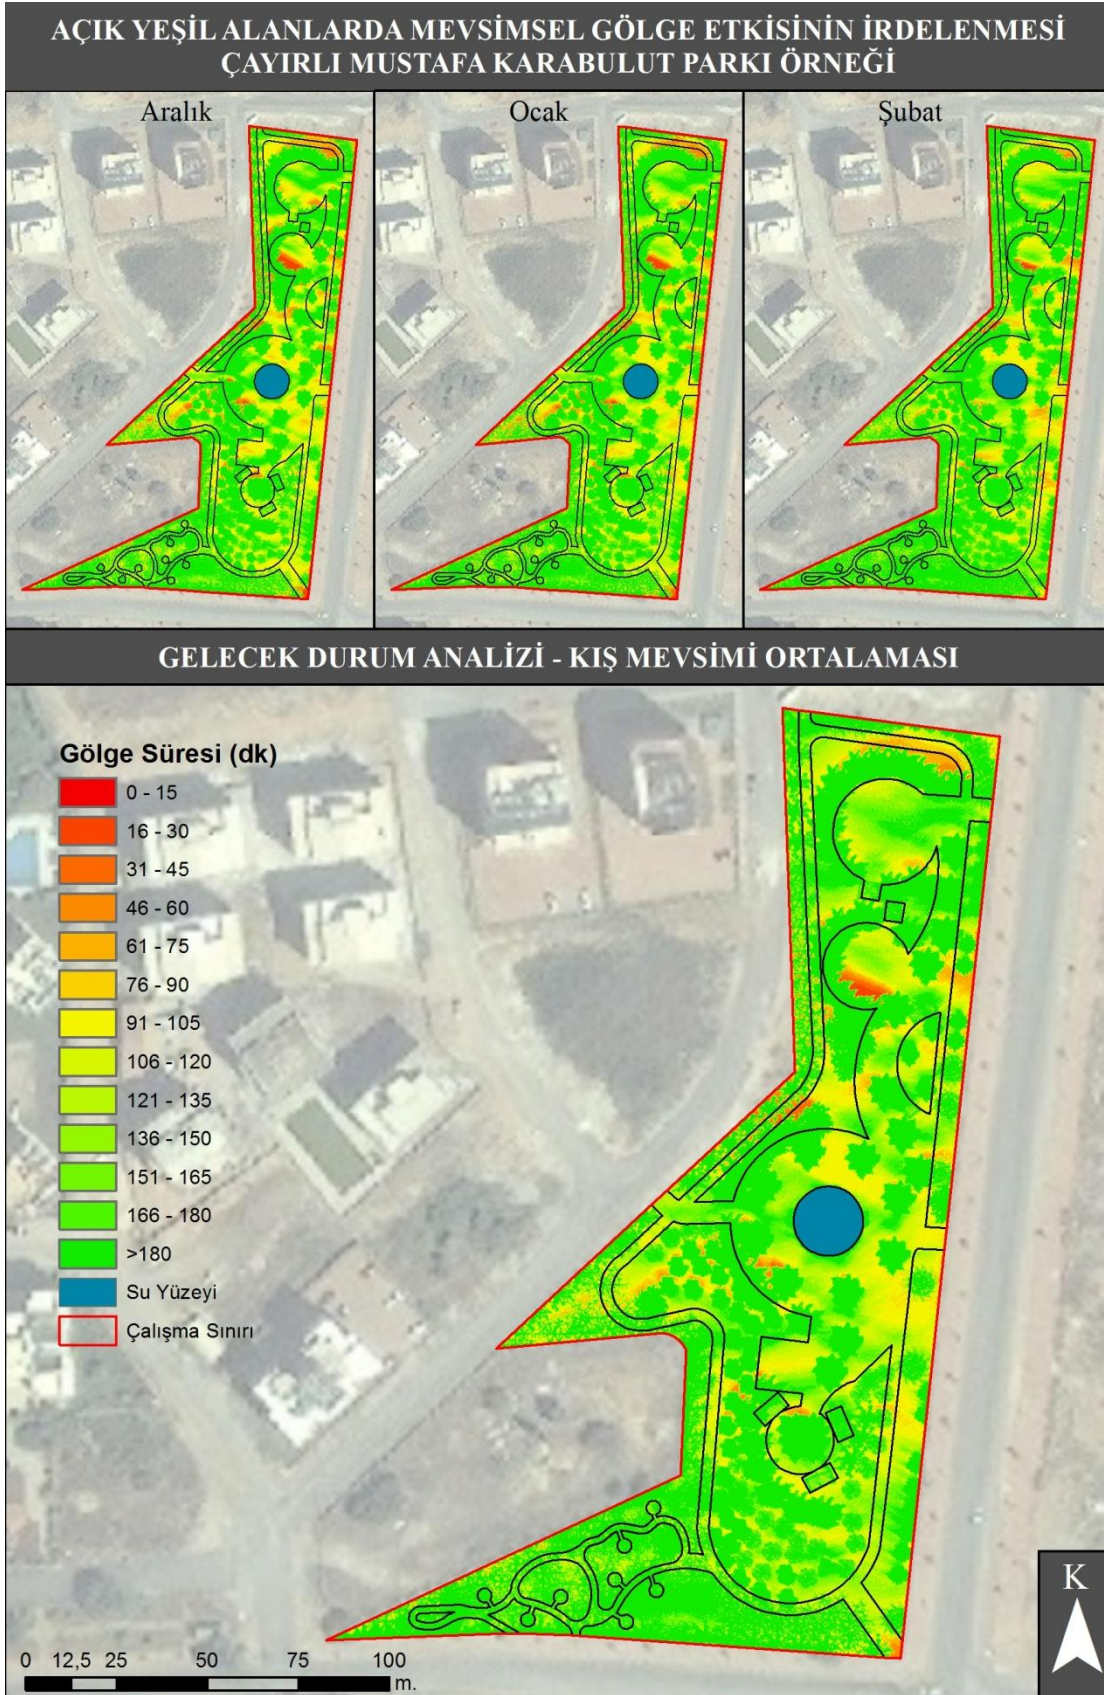 AÇIK YEŞİL ALANLARDA MEVSİMSEL GÖLGE ETKİSİNİN İRDELENMESİ
ÇAYIRLI MUSTAFA KARABULUT PARKI ÖRNEĞİ
Aralık
Ocak
Şubat
GELECEK DURUM ANALİZİ - KIŞ MEVSİMİ ORTALAMASI
Gölge Süresi (dk)
0 - 15
16 - 30
31 - 45
46 - 60
61 - 75
76 - 90
91 - 105
106 - 120
121 - 135
136 - 150
151 - 165
166 - 180
>180
Su Yüzeyi
Çalışma Sınırı
K
0 12,5 25 50 75 100
m.